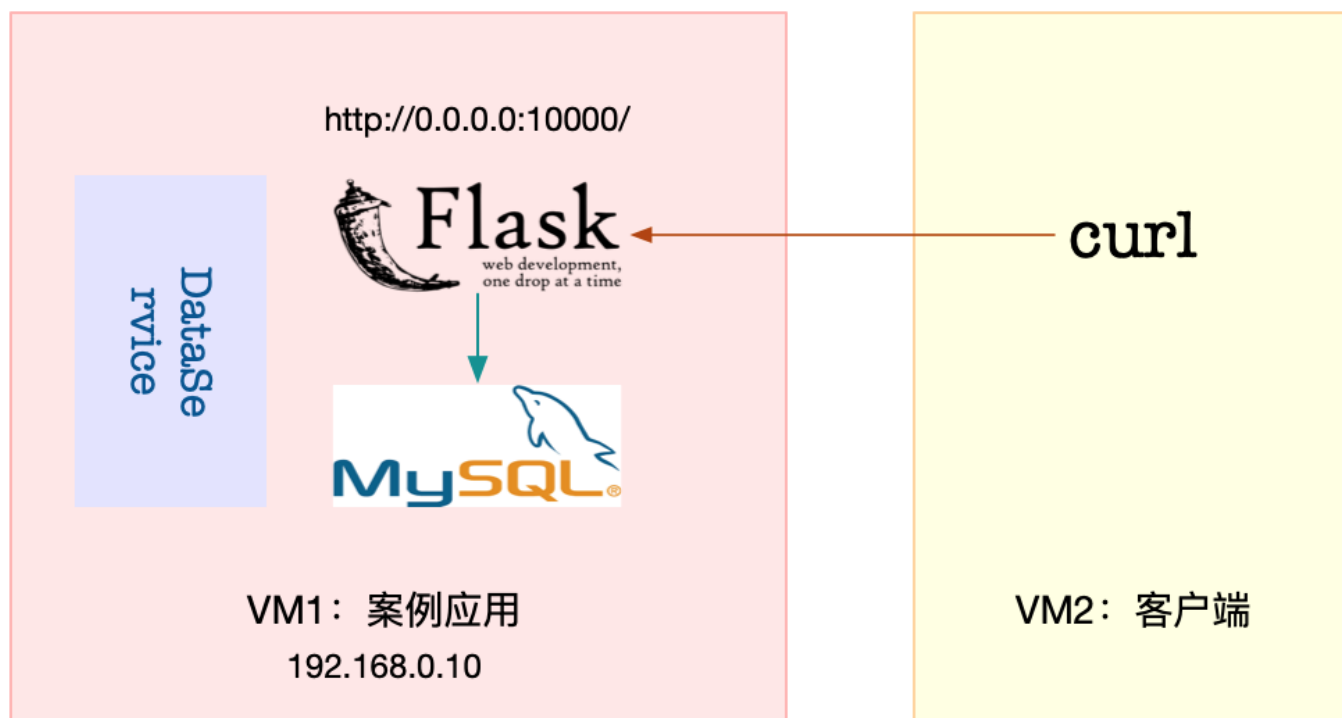 http://0.0.0.0:10000/
Flask
web development,
one drop at a time
curl
DataSe
rvice
MySQL®
VM1：案例应用
192.168.0.10
VM2：客户端